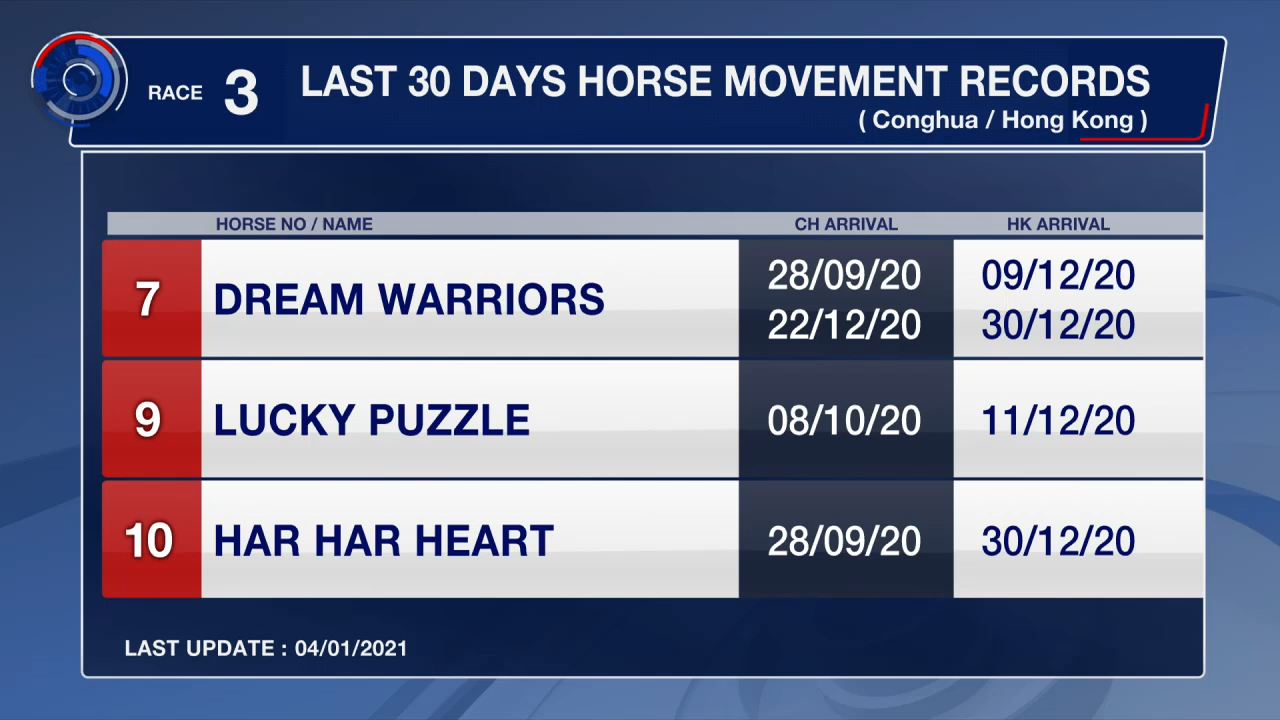 RACE 3 LAST 30 DAYS HORSE MOVEMENT RECORDS
( Conghua / Hong Kong )
HORSE NO / NAME CH ARRIVAL HK ARRIVAL
7 DREAM WARRIORS 28/09/20 09/12/20
22/12/20 30/12/20
9 LUCKY PUZZLE 08/10/20 11/12/20
10 HAR HAR HEART 28/09/20 30/12/20
LAST UPDATE : 04/01/2021